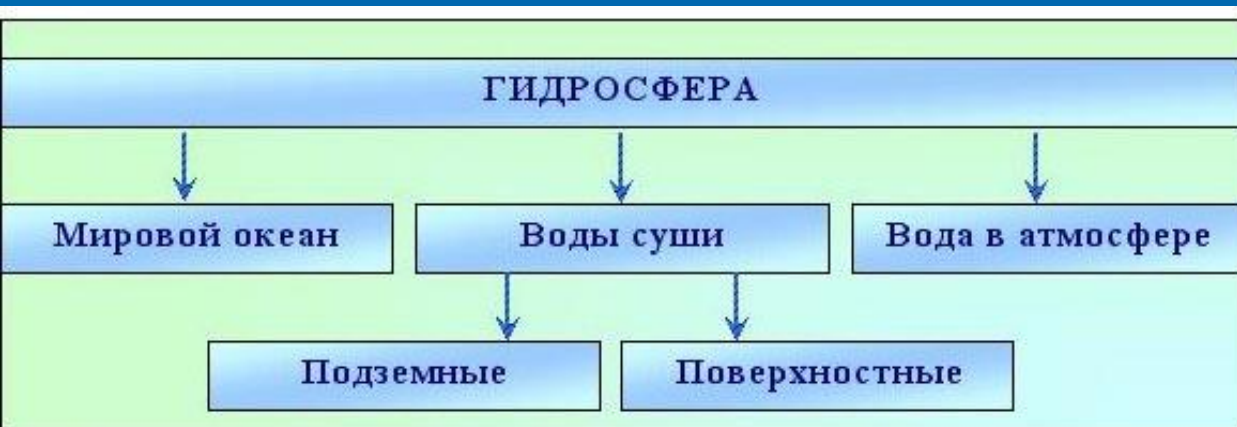 ГИДРОСФЕРА
Мировой океан
Воды суши
Вода в атмосфере
Подземные
Поверхностные